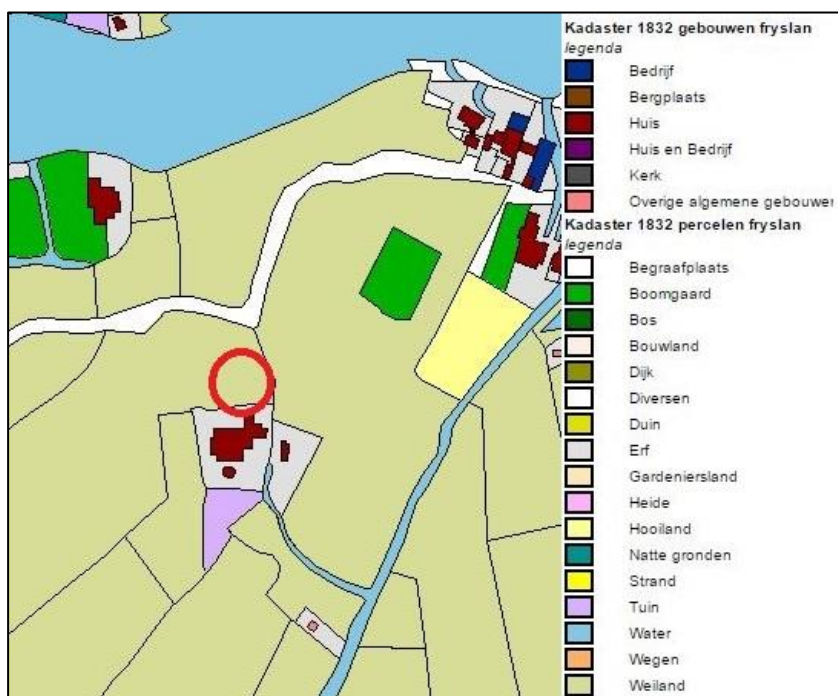 Kadaster 1832 gebouwen fryslan
legenda
Bedrijf
Bergplaats
Huis
Huis en Bedrijf
Kerk
Overige algemene gebouwen
Kadaster 1832 percelen fryslan
legenda
Begraafplaats
Boomgaard
Bos
Bouwland
Dijk
Diversen
Duin
Erf
Gardeniersland
Heide
Hooiland
Natte gronden
Strand
Tuin
Water
Wegen
Weiland